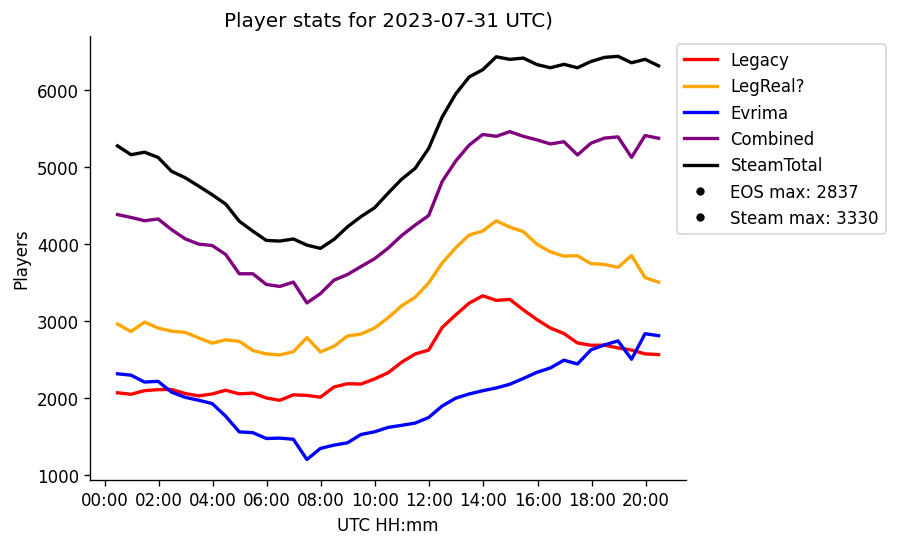 Player stats for 2023-07-31 UTC)
Legacy
LegReal?
Evrima
Combined
SteamTotal
EOS max: 2837
Steam max: 3330
Players
6000
5000
4000
3000
2000
1000
00:00 02:00 04:00 06:00 08:00 10:00 12:00 14:00 16:00 18:00 20:00
UTC HH:mm